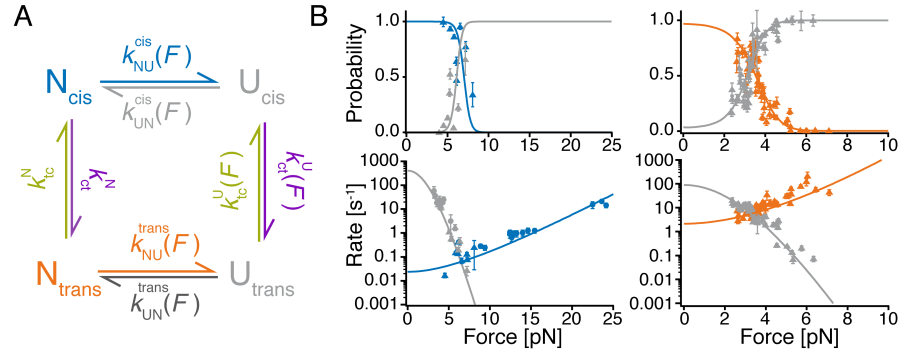 A
N cis
k cis NU (F)
k cis UN (F)
U cis
k N tc
k N ct
k U tc (F)
k U ct (F)
N trans
k trans NU (F)
k trans UN (F)
U trans
B
Probability
1.0
0.5
0.0
0 5 10 15 20 25
1.0
0.5
0.0
0 2 4 6 8 10
Rate [s⁻¹]
1000
100
10
1
0.1
0.01
0.001
0 5 10 15 20 25
Force [pN]
1000
100
10
1
0.1
0.01
0.001
0 2 4 6 8 10
Force [pN]